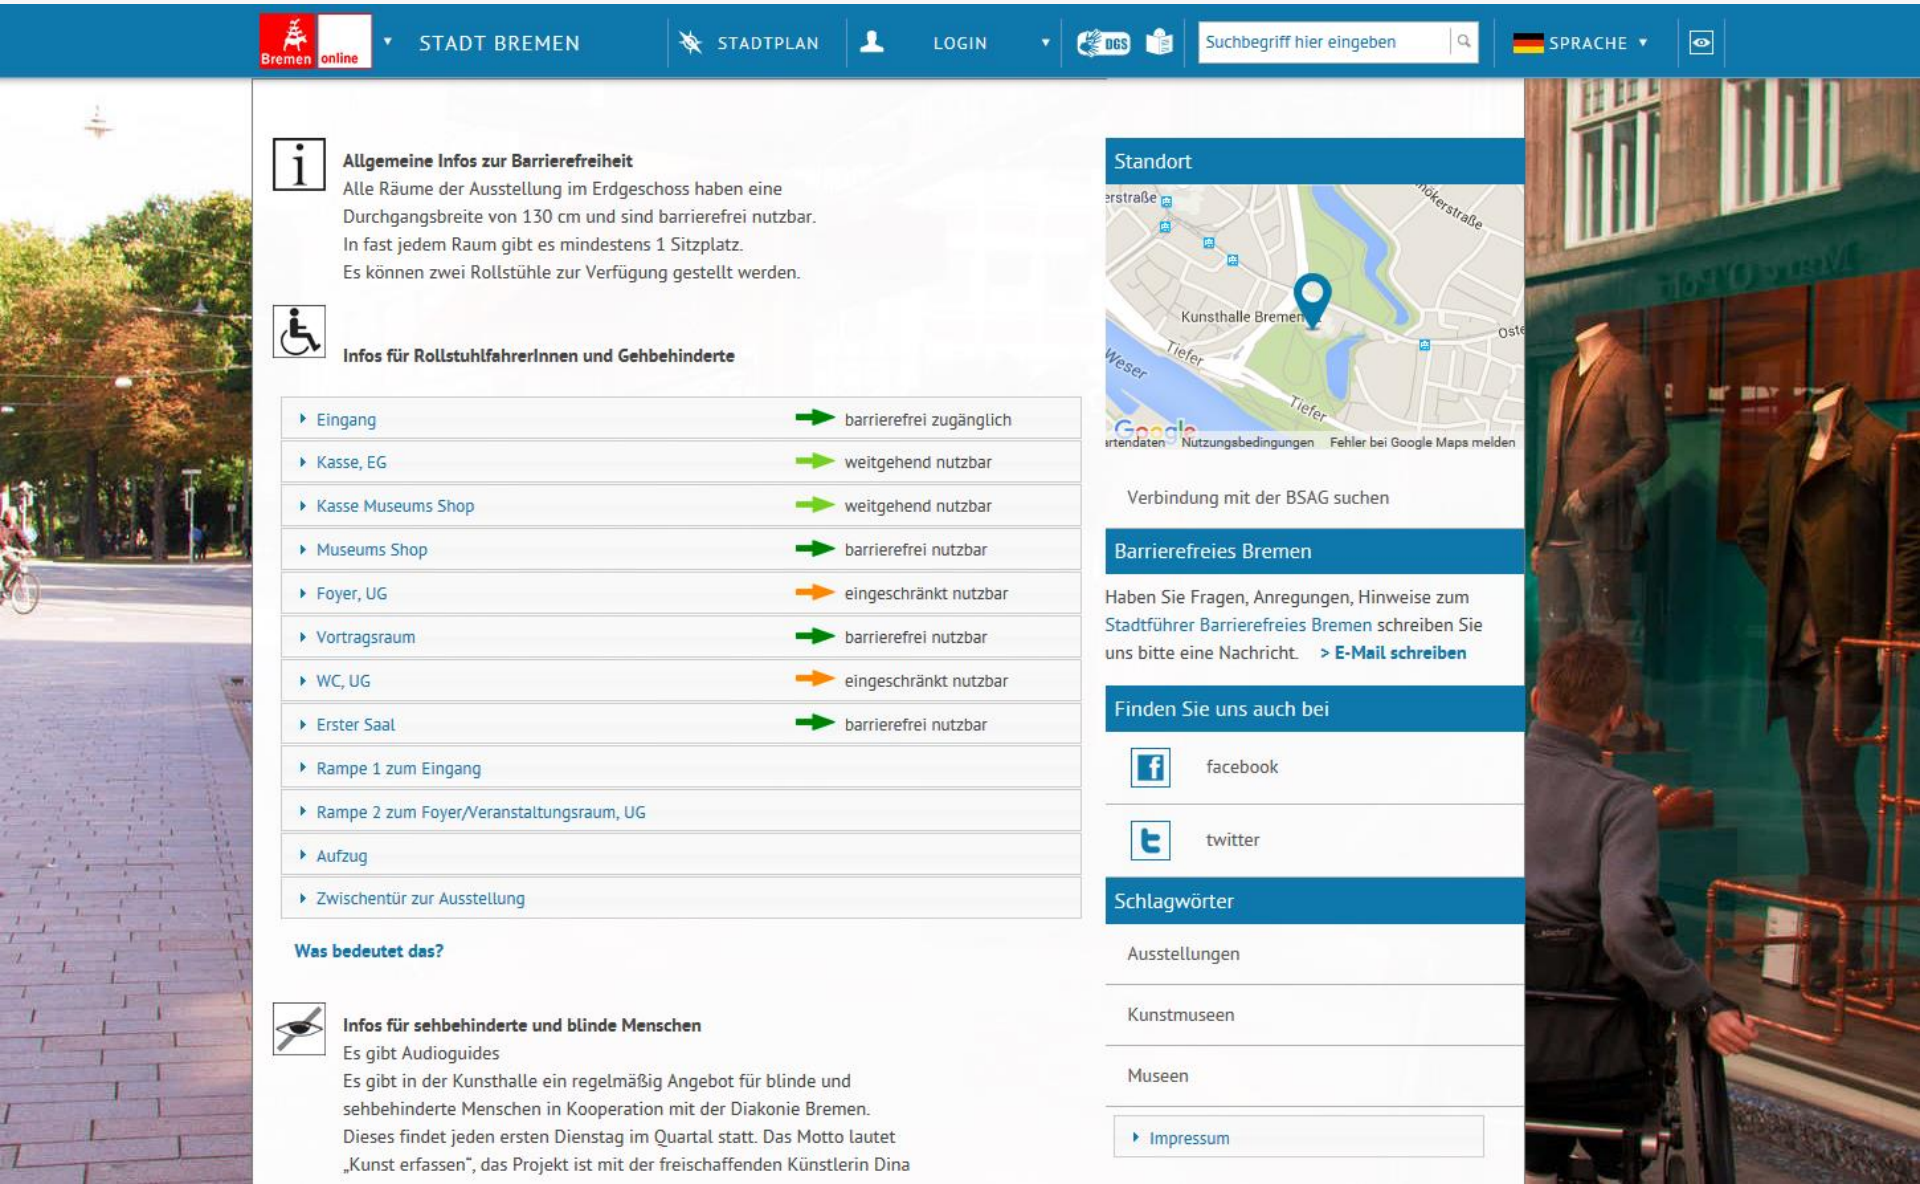 Bremen online
STADT BREMEN
STADTPLAN
LOGIN
DGS
Suchbegriff hier eingeben
SPRACHE
i
Allgemeine Infos zur Barrierefreiheit
Alle Räume der Ausstellung im Erdgeschoss haben eine
Durchgangsbreite von 130 cm und sind barrierefrei nutzbar.
In fast jedem Raum gibt es mindestens 1 Sitzplatz.
Es können zwei Rollstühle zur Verfügung gestellt werden.
Infos für RollstuhlfahrerInnen und Gehbehinderte
Eingang barrierefrei zugänglich
Kasse, EG weitgehend nutzbar
Kasse Museums Shop weitgehend nutzbar
Museums Shop barrierefrei nutzbar
Foyer, UG eingeschränkt nutzbar
Vortragsraum barrierefrei nutzbar
WC, UG eingeschränkt nutzbar
Erster Saal barrierefrei nutzbar
Rampe 1 zum Eingang
Rampe 2 zum Foyer/Veranstaltungsraum, UG
Aufzug
Zwischentür zur Ausstellung
Was bedeutet das?
Infos für sehbehinderte und blinde Menschen
Es gibt Audioguides
Es gibt in der Kunsthalle ein regelmäßig Angebot für blinde und
sehbehinderte Menschen in Kooperation mit der Diakonie Bremen.
Dieses findet jeden ersten Dienstag im Quartal statt. Das Motto lautet
„Kunst erfassen“, das Projekt ist mit der freischaffenden Künstlerin Dina
Standort
erstraße
nökerstraße
Kunsthalle Bremen
Oste
Tiefer
Weser
Tiefer
Google
artendaten Nutzungsbedingungen Fehler bei Google Maps melden
Verbindung mit der BSAG suchen
Barrierefreies Bremen
Haben Sie Fragen, Anregungen, Hinweise zum
Stadtführer Barrierefreies Bremen schreiben Sie
uns bitte eine Nachricht. > E-Mail schreiben
Finden Sie uns auch bei
facebook
twitter
Schlagwörter
Ausstellungen
Kunstmuseen
Museen
Impressum